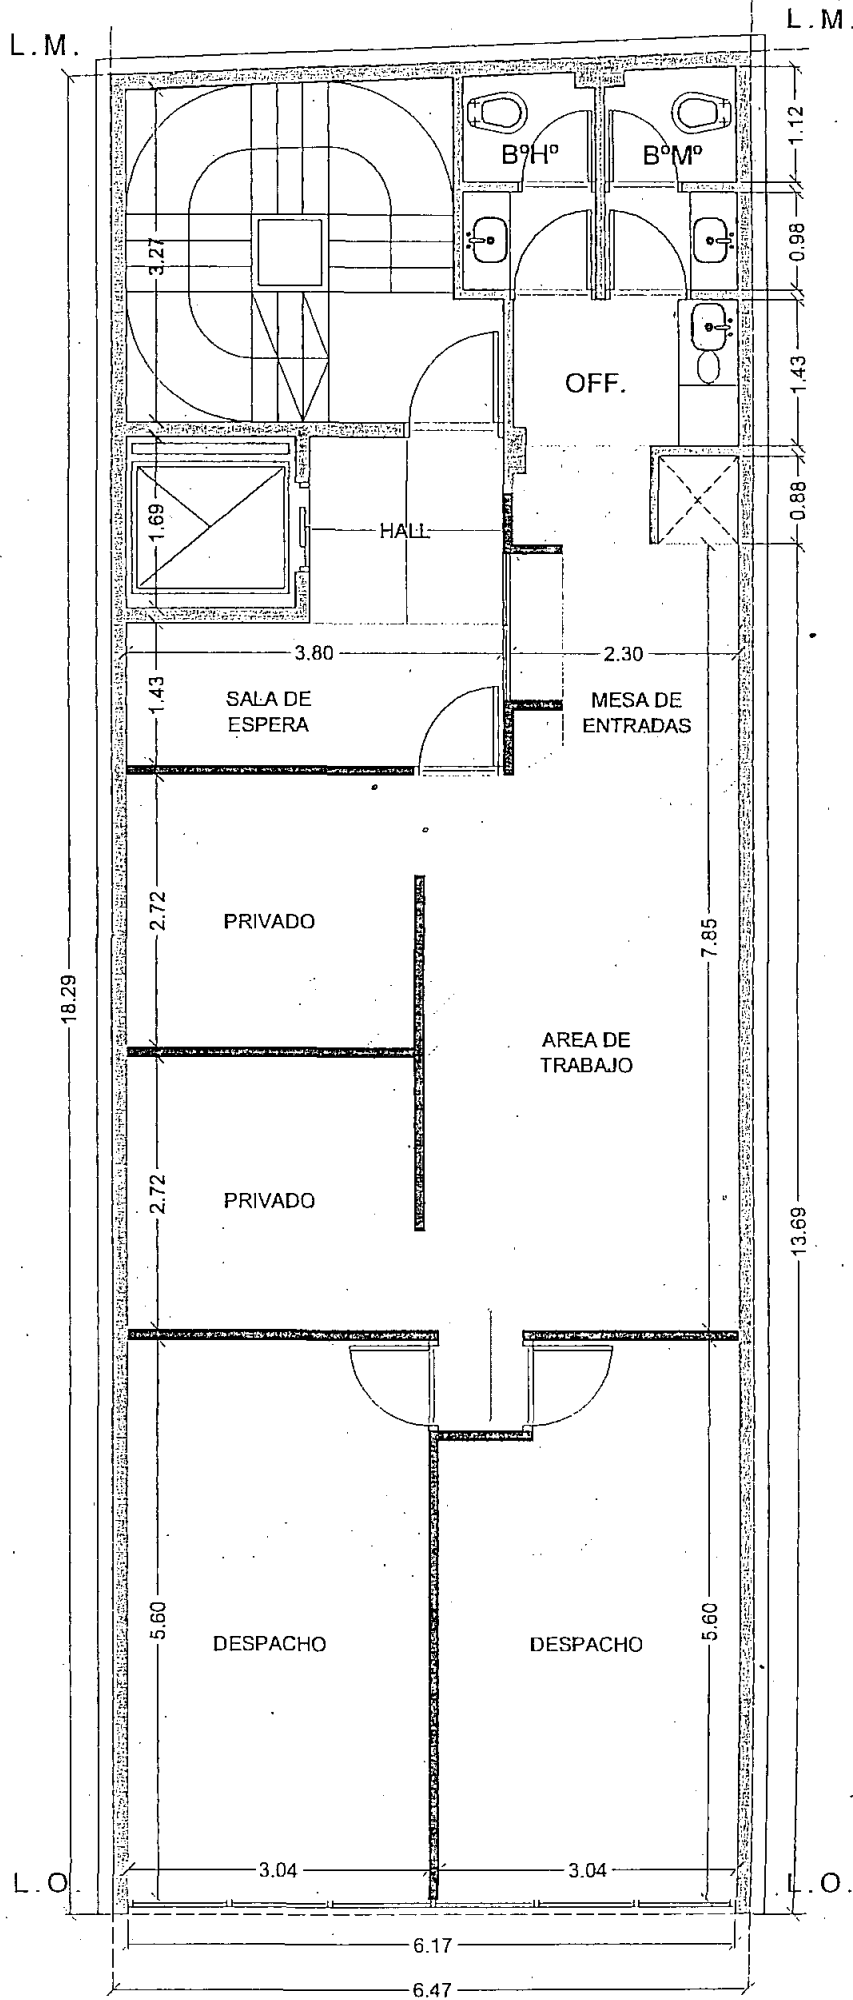 L.M.
L.M.
BºHº
BºMº
1.12
0.98
3.27
OFF.
1.43
0.88
1.69
HALL
3.80
2.30
1.43
SALA DE
ESPERA
MESA DE
ENTRADAS
2.72
PRIVADO
7.85
18.29
AREA DE
TRABAJO
2.72
PRIVADO
13.69
5.60
DESPACHO
DESPACHO
5.60
3.04
3.04
L.O.
L.O.
6.17
6.47